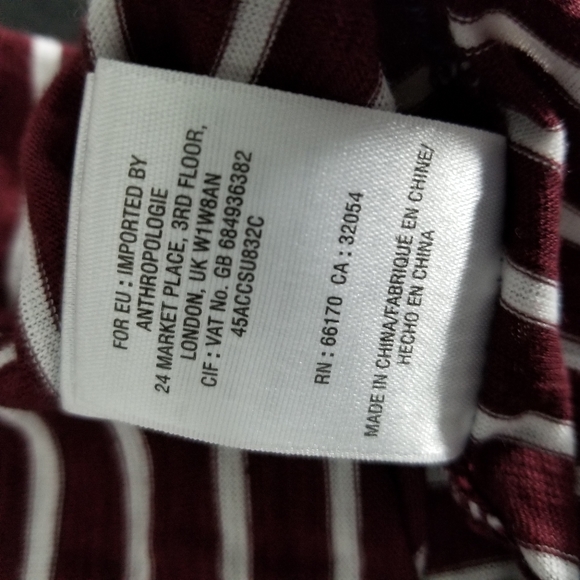 FOR EU : IMPORTED BY
ANTHROPOLOGIE
24 MARKET PLACE, 3RD FLOOR,
LONDON, UK W1W8AN
CIF : VAT No. GB 684936382
45ACCSU832C
RN : 66170 CA : 32054
MADE IN CHINA/FABRIQUÉ EN CHINE/
HECHO EN CHINA